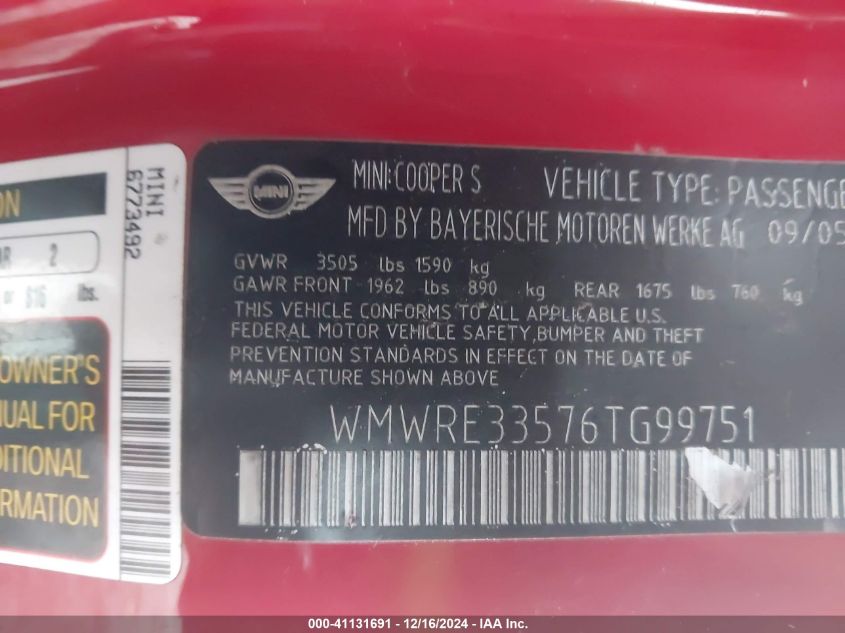 MINI
MINI: COOPER S VEHICLE TYPE: PASSENGE
MFD BY BAYERISCHE MOTOREN WERKE AG 09/05
GVWR 3505 lbs 1590 kg
GAWR FRONT 1962 lbs 890 kg REAR 1675 lbs 760 kg
THIS VEHICLE CONFORMS TO ALL APPLICABLE U.S.
FEDERAL MOTOR VEHICLE SAFETY, BUMPER AND THEFT
PREVENTION STANDARDS IN EFFECT ON THE DATE OF
MANUFACTURE SHOWN ABOVE
WMWRE33576TG99751
ON
AR 2
or 816 lbs.
OWNER'S
NUAL FOR
DITIONAL
FORMATION
MINI
6773492
000-41131691 - 12/16/2024 - IAA Inc.